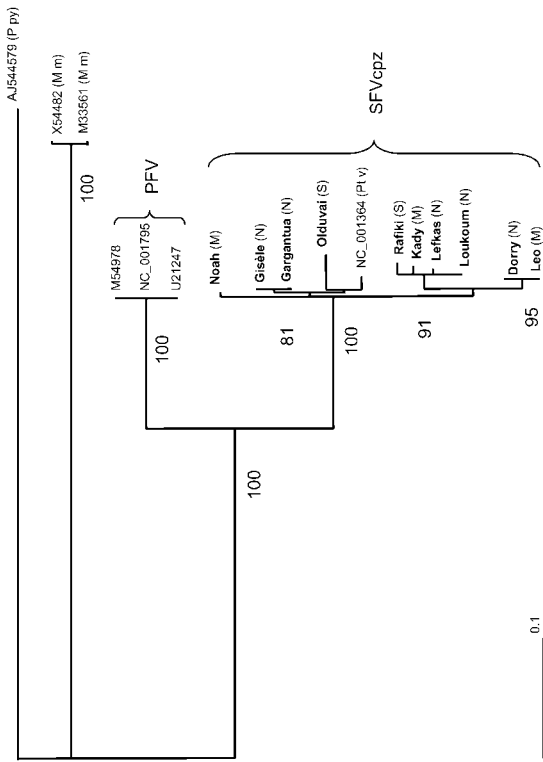 AJ544579 (P py)
X54482 (M m)
M33561 (M m)
100
M54978
NC_001795
U21247
PFV
100
100
Noah (M)
Gisèle (N)
Gargantua (N)
Olduvai (S)
NC_001364 (Pt v)
Rafiki (S)
Kady (M)
Lefkas (N)
Loukoum (N)
Dorry (N)
Leo (M)
SFVcpz
81
100
91
95
0.1